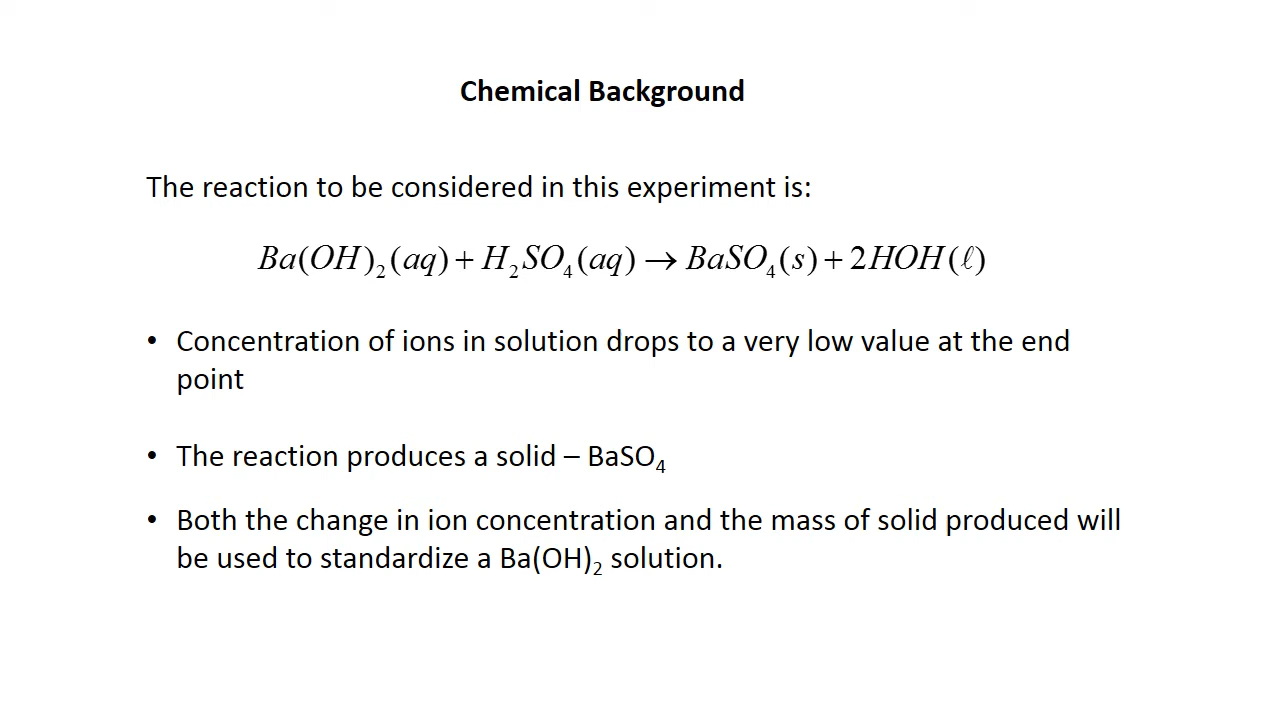 Chemical Background
The reaction to be considered in this experiment is:
Ba(OH)₂(aq) + H₂SO₄(aq) → BaSO₄(s) + 2HOH(ℓ)
• Concentration of ions in solution drops to a very low value at the end
point
• The reaction produces a solid – BaSO₄
• Both the change in ion concentration and the mass of solid produced will
be used to standardize a Ba(OH)₂ solution.